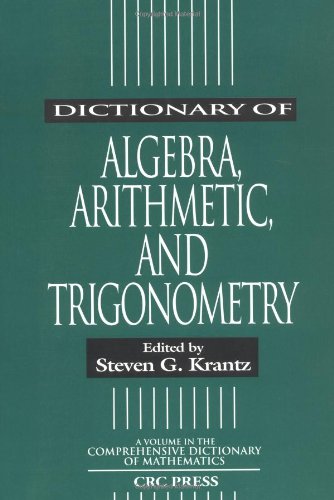 DICTIONARY OF
ALGEBRA,
ARITHMETIC,
AND
TRIGONOMETRY
Edited by
Steven G. Krantz
A VOLUME IN THE
COMPREHENSIVE DICTIONARY
OF MATHEMATICS
CRC PRESS